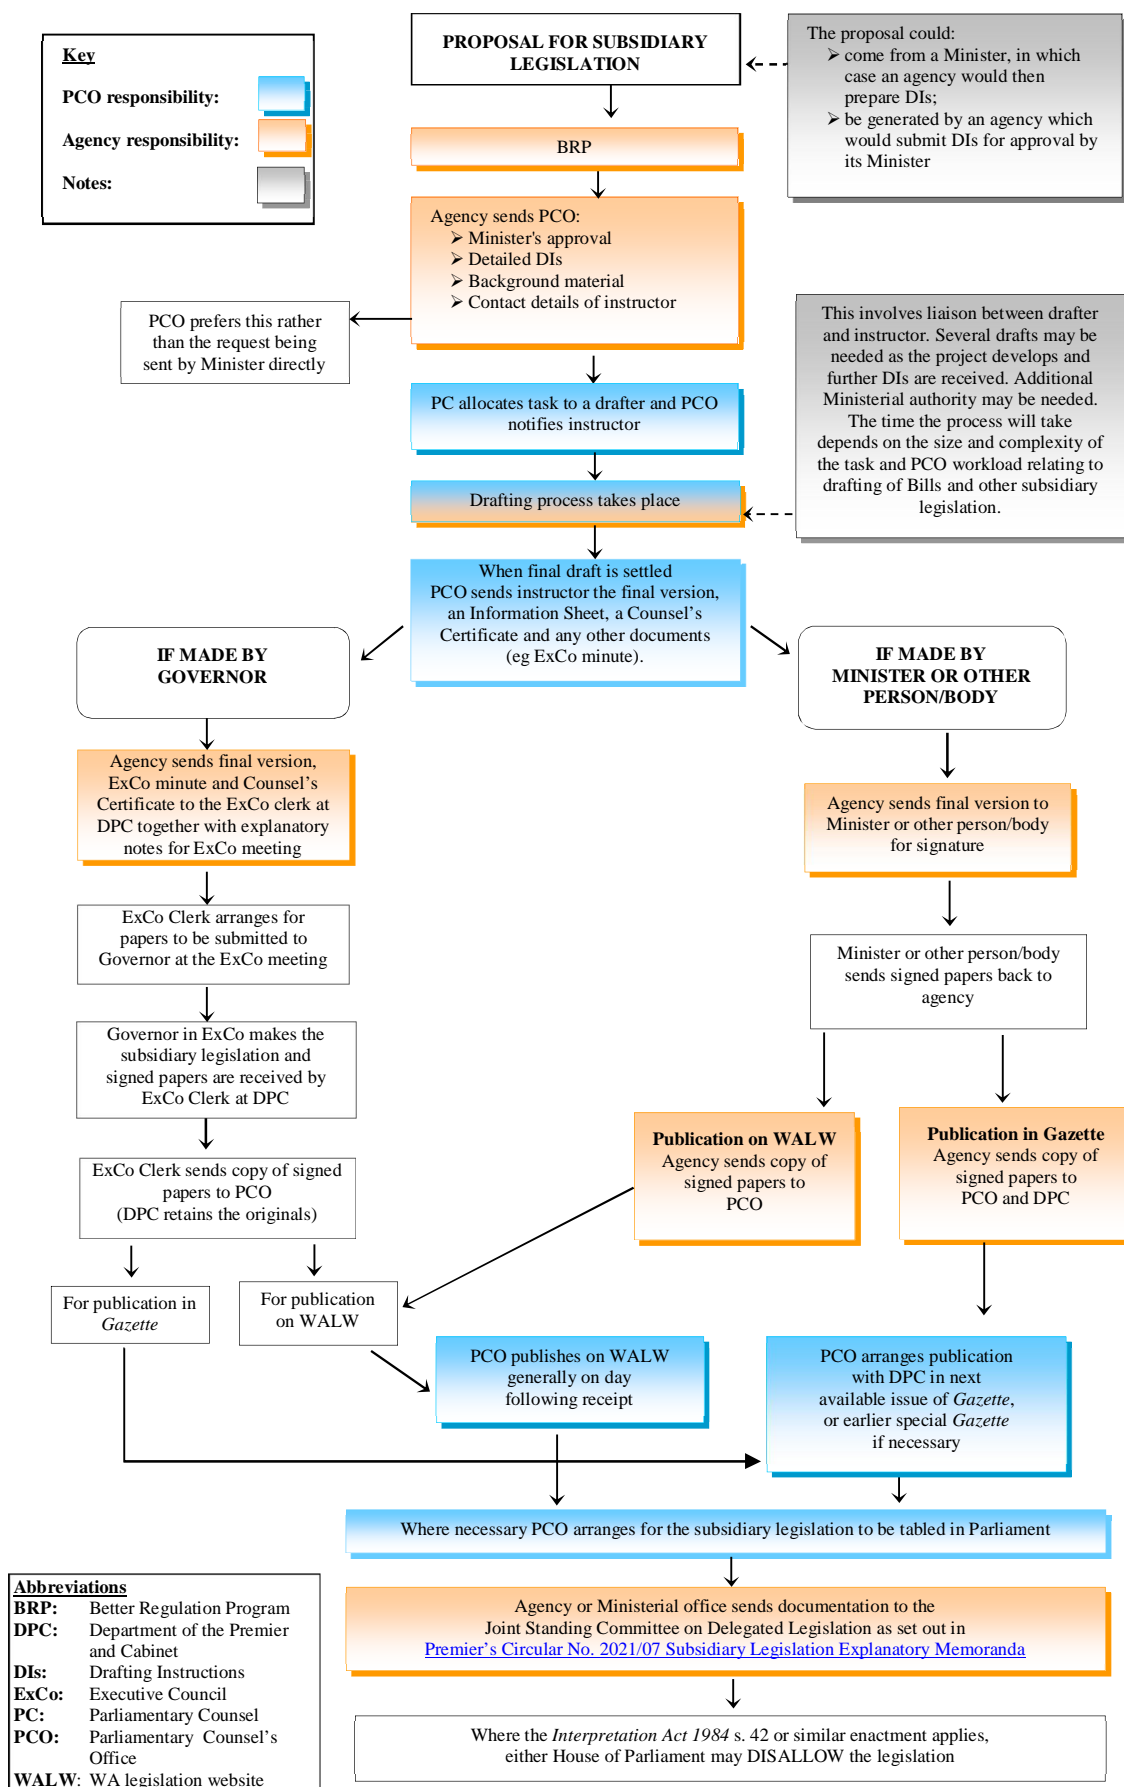 Key
PCO responsibility:
Agency responsibility:
Notes:
PROPOSAL FOR SUBSIDIARY
LEGISLATION
The proposal could:
➢ come from a Minister, in which
case an agency would then
prepare DIs;
➢ be generated by an agency which
would submit DIs for approval by
its Minister
BRP
Agency sends PCO:
➢ Minister's approval
➢ Detailed DIs
➢ Background material
➢ Contact details of instructor
PCO prefers this rather
than the request being
sent by Minister directly
This involves liaison between drafter
and instructor. Several drafts may be
needed as the project develops and
further DIs are received. Additional
Ministerial authority may be needed.
The time the process will take
depends on the size and complexity of
the task and PCO workload relating to
drafting of Bills and other subsidiary
legislation.
PC allocates task to a drafter and PCO
notifies instructor
Drafting process takes place
When final draft is settled
PCO sends instructor the final version,
an Information Sheet, a Counsel's
Certificate and any other documents
(eg ExCo minute).
IF MADE BY
GOVERNOR
IF MADE BY
MINISTER OR OTHER
PERSON/BODY
Agency sends final version,
ExCo minute and Counsel's
Certificate to the ExCo clerk at
DPC together with explanatory
notes for ExCo meeting
Agency sends final version to
Minister or other person/body
for signature
ExCo Clerk arranges for
papers to be submitted to
Governor at the ExCo meeting
Minister or other person/body
sends signed papers back to
agency
Governor in ExCo makes the
subsidiary legislation and
signed papers are received by
ExCo Clerk at DPC
Publication on WALW
Agency sends copy of
signed papers to
PCO
Publication in Gazette
Agency sends copy of
signed papers to
PCO and DPC
ExCo Clerk sends copy of signed
papers to PCO
(DPC retains the originals)
For publication in
Gazette
For publication
on WALW
PCO publishes on WALW
generally on day
following receipt
PCO arranges publication
with DPC in next
available issue of Gazette,
or earlier special Gazette
if necessary
Where necessary PCO arranges for the subsidiary legislation to be tabled in Parliament
Agency or Ministerial office sends documentation to the
Joint Standing Committee on Delegated Legislation as set out in
Premier's Circular No. 2021/07 Subsidiary Legislation Explanatory Memoranda
Where the Interpretation Act 1984 s. 42 or similar enactment applies,
either House of Parliament may DISALLOW the legislation
Abbreviations
BRP: Better Regulation Program
DPC: Department of the Premier
and Cabinet
DIs: Drafting Instructions
ExCo: Executive Council
PC: Parliamentary Counsel
PCO: Parliamentary Counsel's
Office
WALW: WA legislation website